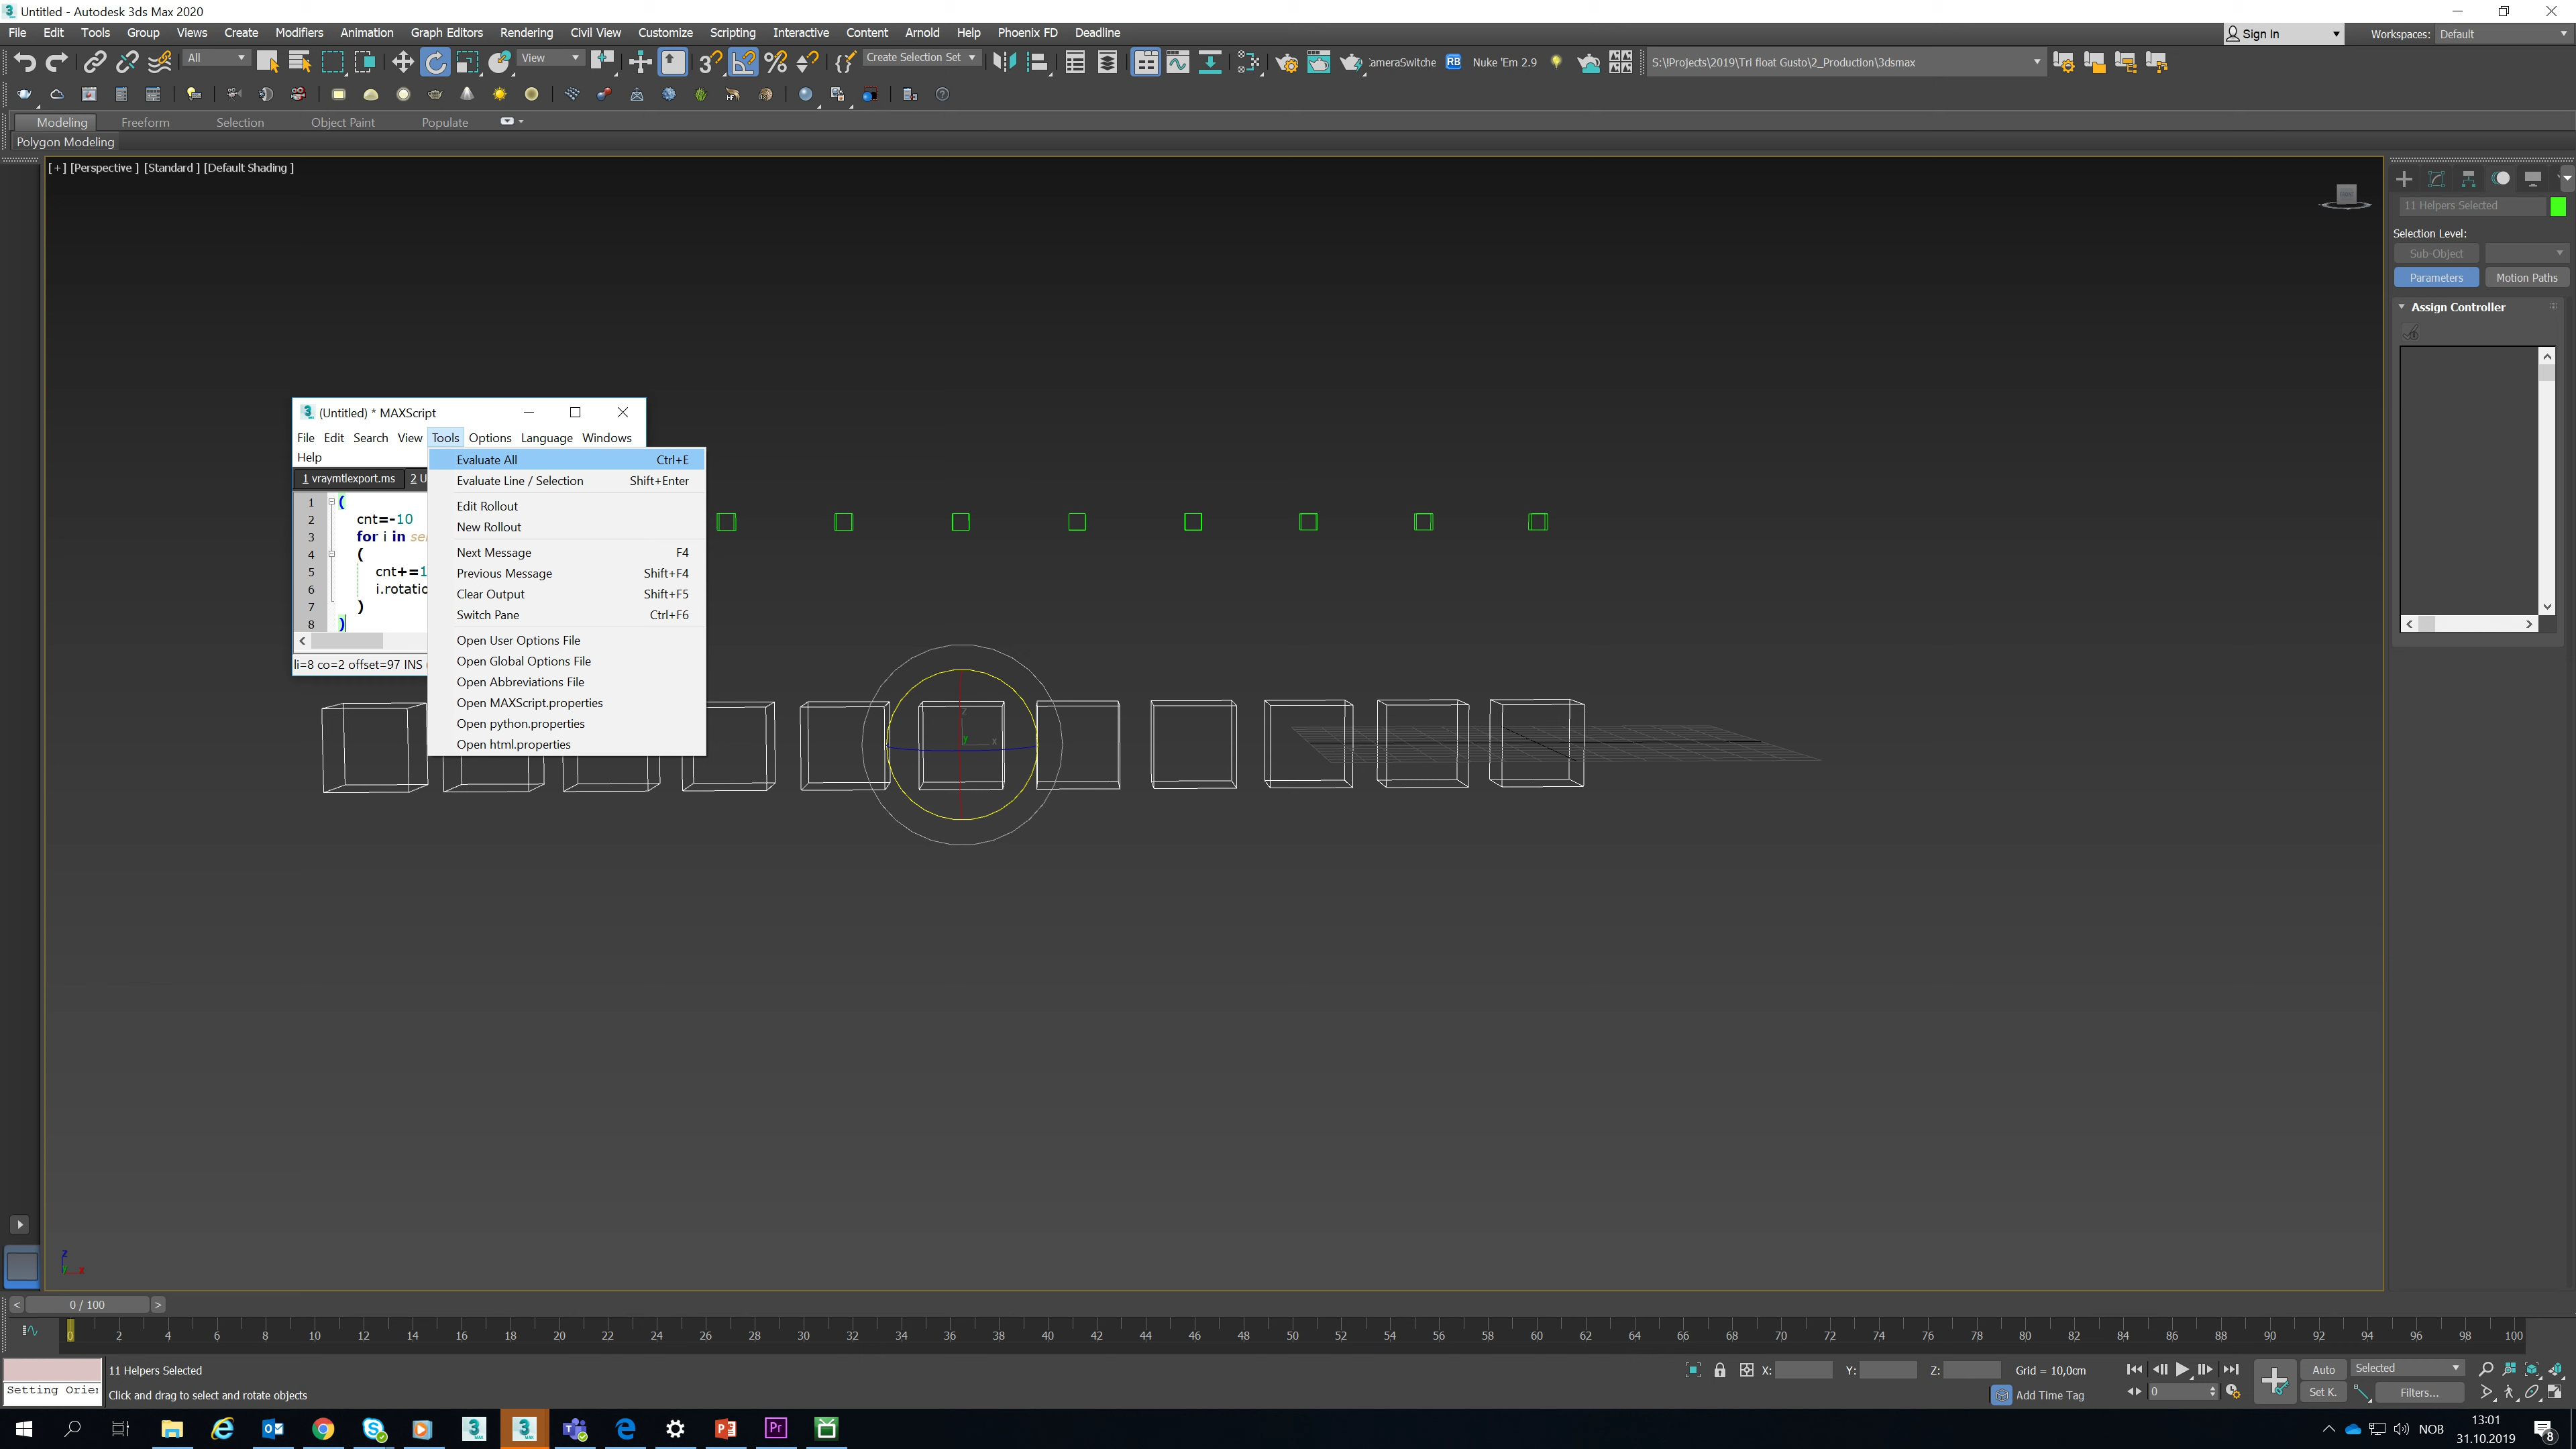 Untitled - Autodesk 3ds Max 2020
File Edit Tools Group Views Create Modifiers Animation Graph Editors Rendering Civil View Customize Scripting Interactive Content Arnold Help Phoenix FD Deadline
Sign In
Workspaces: Default
All
View
Create Selection Set
ameraSwitche
RB
Nuke 'Em 2.9
S:\!Projects\2019\Tri float Gusto\2_Production\3dsmax
Modeling Freeform Selection Object Paint Populate
Polygon Modeling
[+] [Perspective ] [Standard ] [Default Shading ]
11 Helpers Selected
Selection Level:
Sub-Object
Parameters Motion Paths
Assign Controller
(Untitled) * MAXScript
File Edit Search View Tools Options Language Windows
Help
1 vraymtlexport.ms 2 U
1 (
2 cnt=-10
3 for i in se
4 (
5 cnt+=1
6 i.rotatio
7 )
8 )
li=8 co=2 offset=97 INS (
Evaluate All Ctrl+E
Evaluate Line / Selection Shift+Enter
Edit Rollout
New Rollout
Next Message F4
Previous Message Shift+F4
Clear Output Shift+F5
Switch Pane Ctrl+F6
Open User Options File
Open Global Options File
Open Abbreviations File
Open MAXScript.properties
Open python.properties
Open html.properties
z
y
x
z
x
0 / 100
0 2 4 6 8 10 12 14 16 18 20 22 24 26 28 30 32 34 36 38 40 42 44 46 48 50 52 54 56 58 60 62 64 66 68 70 72 74 76 78 80 82 84 86 88 90 92 94 96 98 100
11 Helpers Selected
Setting Orien
Click and drag to select and rotate objects
X: Y: Z: Grid = 10,0cm
Add Time Tag
0
Auto Selected
Set K. Filters...
NOB
13:01
31.10.2019
8